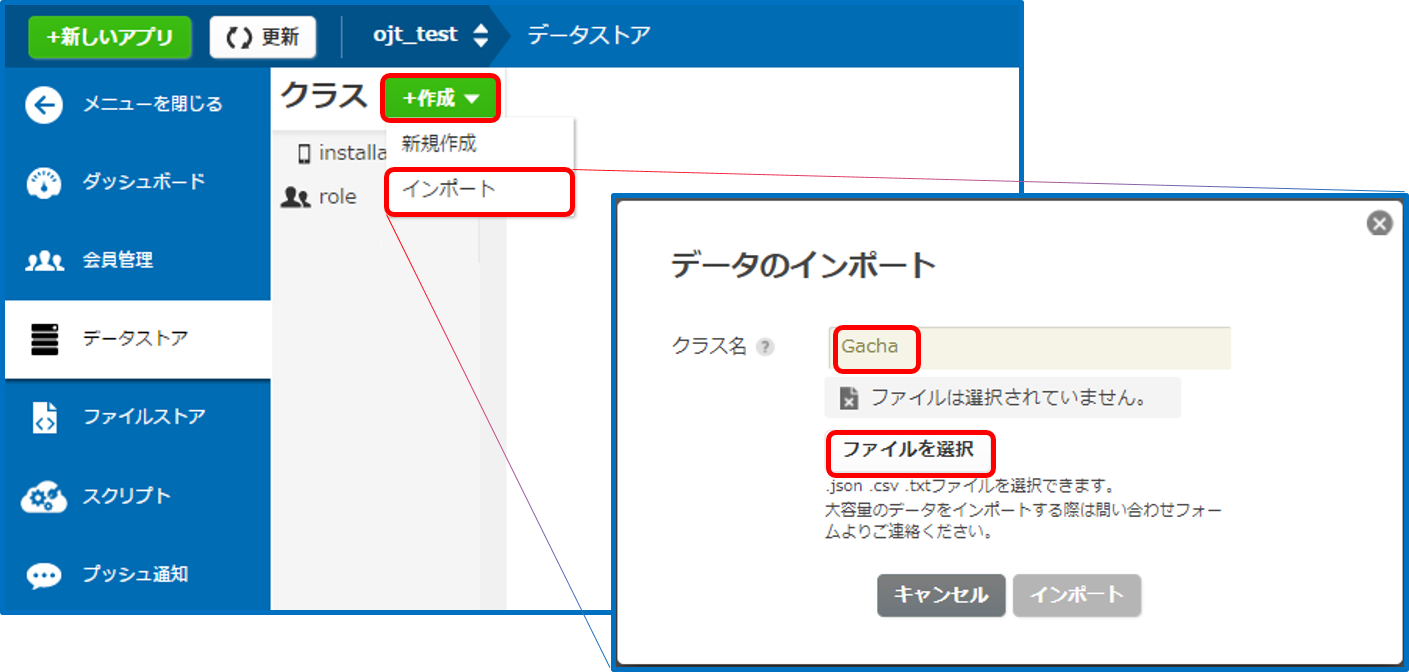 +新しいアプリ
更新
ojt_test
データストア
メニューを閉じる
ダッシュボード
会員管理
データストア
ファイルストア
スクリプト
プッシュ通知
クラス
+作成
新規作成
インポート
installa
role
データのインポート
クラス名 ?
Gacha
ファイルは選択されていません。
ファイルを選択
.json .csv .txtファイルを選択できます。
大容量のデータをインポートする際は問い合わせフォー
ムよりご連絡ください。
キャンセル
インポート